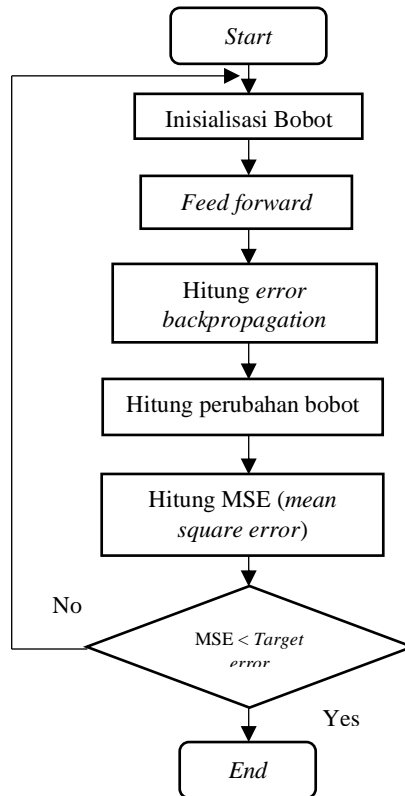 Start
Inisialisasi Bobot
Feed forward
Hitung error
backpropagation
Hitung perubahan bobot
Hitung MSE (mean
square error)
No
MSE < Target
error
Yes
End